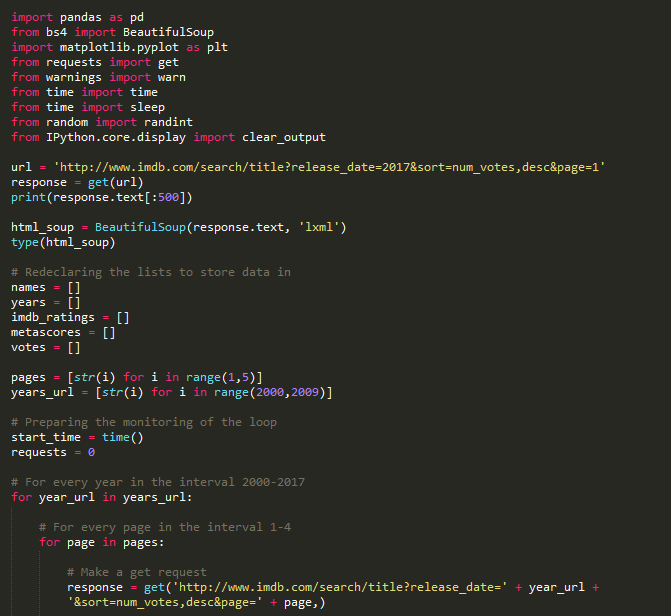 import pandas as pd
from bs4 import BeautifulSoup
import matplotlib.pyplot as plt
from requests import get
from warnings import warn
from time import time
from time import sleep
from random import randint
from IPython.core.display import clear_output
url = 'http://www.imdb.com/search/title?release_date=2017&sort=num_votes,desc&page=1'
response = get(url)
print(response.text[:500])
html_soup = BeautifulSoup(response.text, 'lxml')
type(html_soup)
# Redeclaring the lists to store data in
names = []
years = []
imdb_ratings = []
metascores = []
votes = []
pages = [str(i) for i in range(1,5)]
years_url = [str(i) for i in range(2000,2009)]
# Preparing the monitoring of the loop
start_time = time()
requests = 0
# For every year in the interval 2000-2017
for year_url in years_url:
# For every page in the interval 1-4
for page in pages:
# Make a get request
response = get('http://www.imdb.com/search/title?release_date=' + year_url +
'&sort=num_votes,desc&page=' + page,)